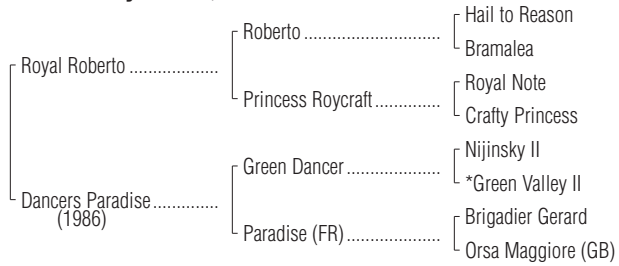 Hail to Reason
Roberto ........................
Bramalea
Royal Roberto ..................
Royal Note
Princess Roycraft..............
Crafty Princess
Nijinsky II
Green Dancer...................
*Green Valley II
Dancers Paradise.............
(1986)
Brigadier Gerard
Paradise (FR)...................
Orsa Maggiore (GB)